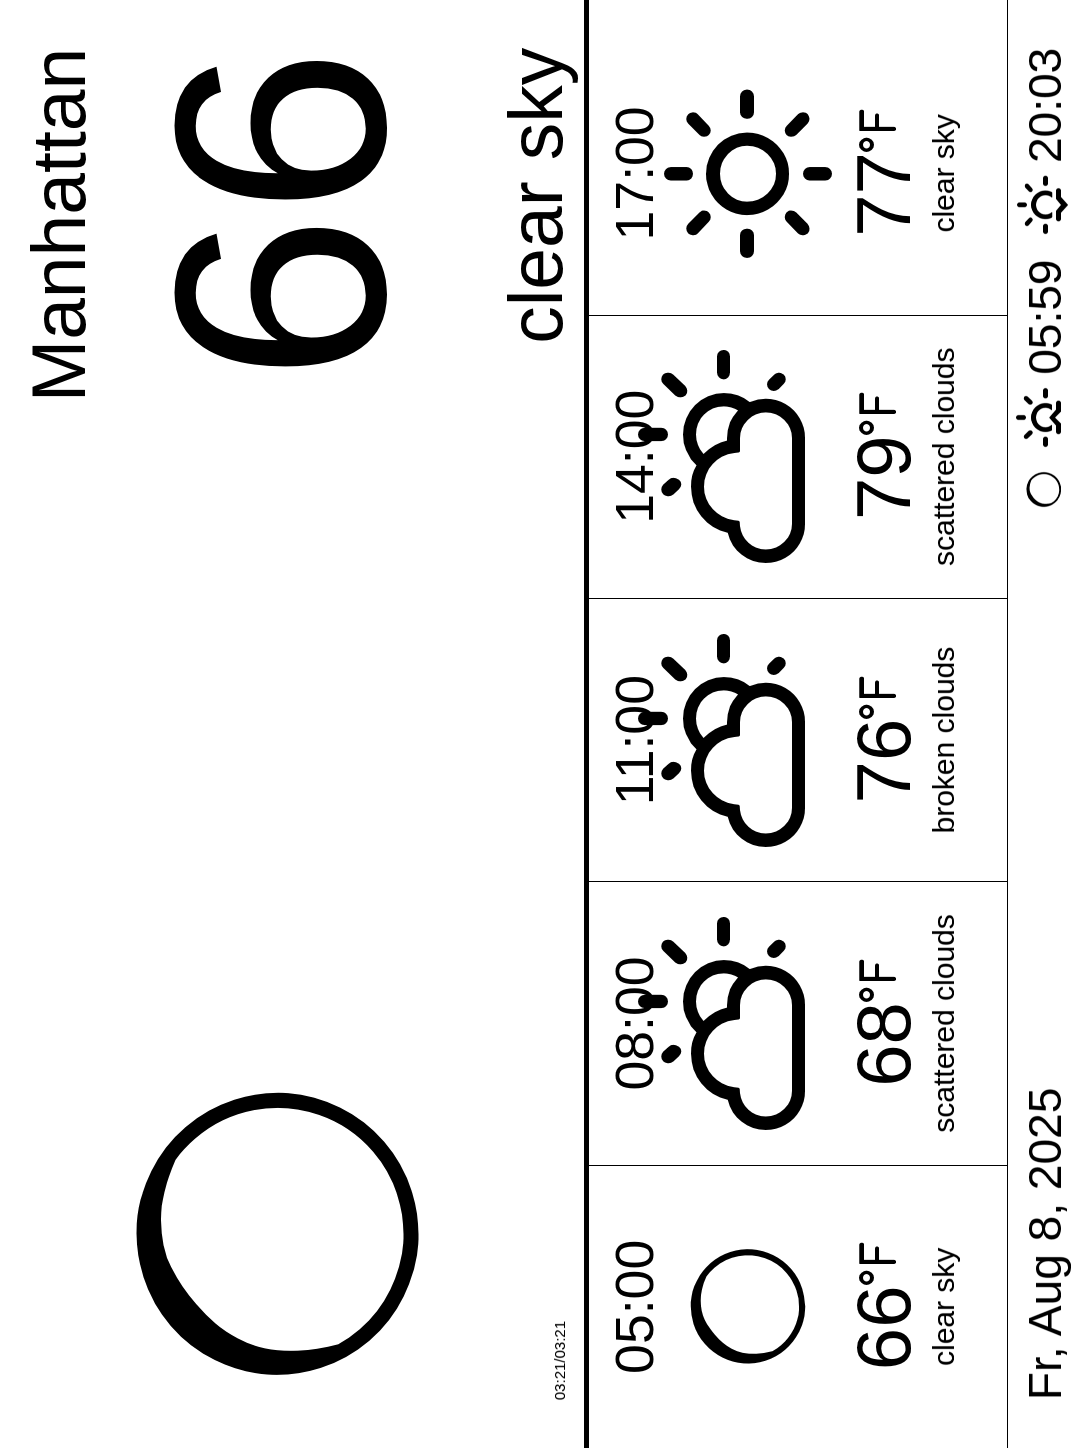 Manhattan
66
03:21/03:21 clear sky
05:00 08:00 11:00 14:00 17:00
66°F 68°F 76°F 79°F 77°F
clear sky scattered clouds broken clouds scattered clouds clear sky
Fr, Aug 8, 2025 05:59 20:03